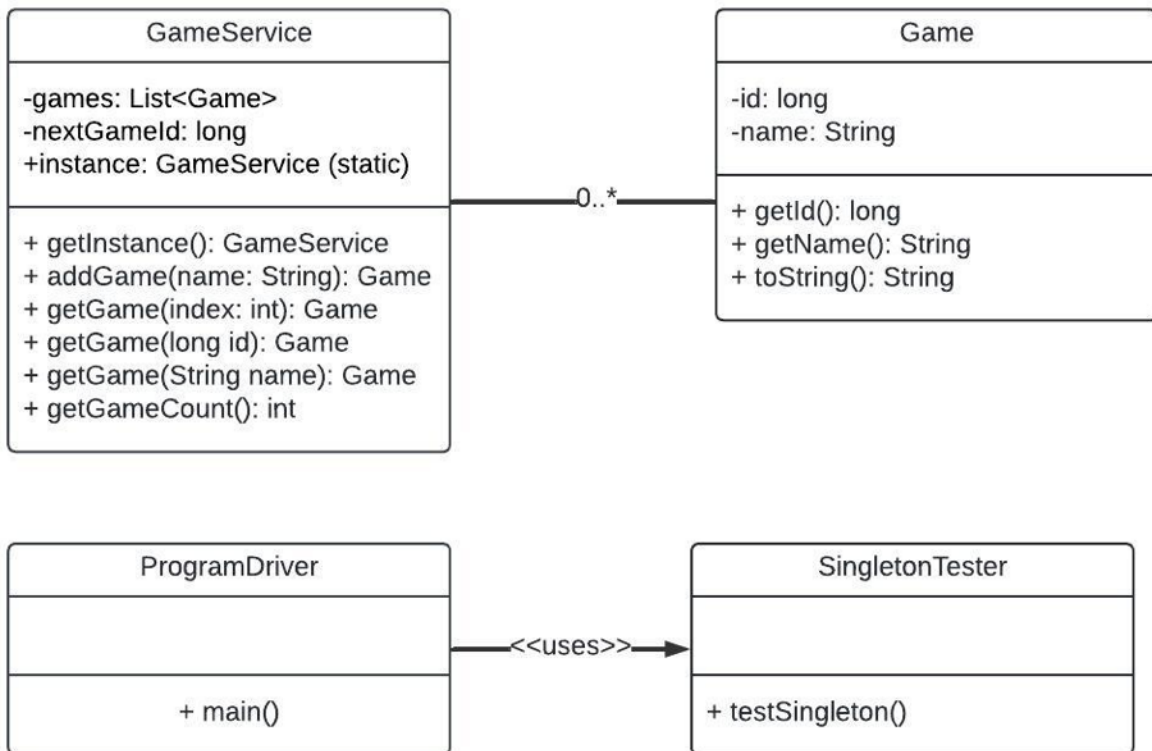 GameService
-games: List<Game>
-nextGameId: long
+instance: GameService (static)
+ getInstance(): GameService
+ addGame(name: String): Game
+ getGame(index: int): Game
+ getGame(long id): Game
+ getGame(String name): Game
+ getGameCount(): int
0..*
Game
-id: long
-name: String
+ getId(): long
+ getName(): String
+ toString(): String
ProgramDriver
+ main()
<<uses>>
SingletonTester
+ testSingleton()